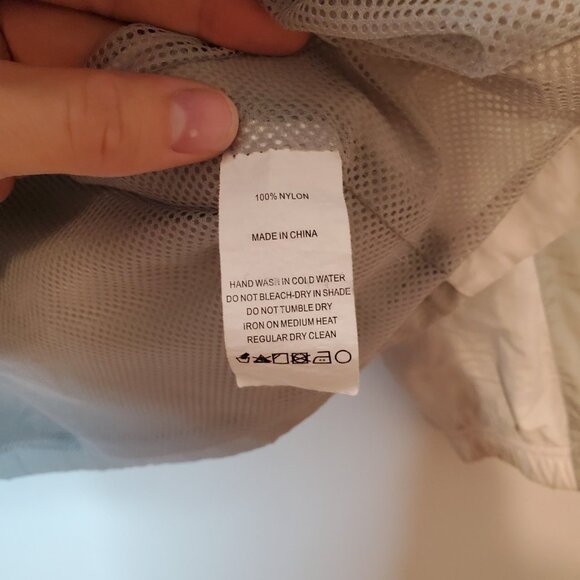 100% NYLON
MADE IN CHINA
HAND WASH IN COLD WATER
DO NOT BLEACH-DRY IN SHADE
DO NOT TUMBLE DRY
IRON ON MEDIUM HEAT
REGULAR DRY CLEAN